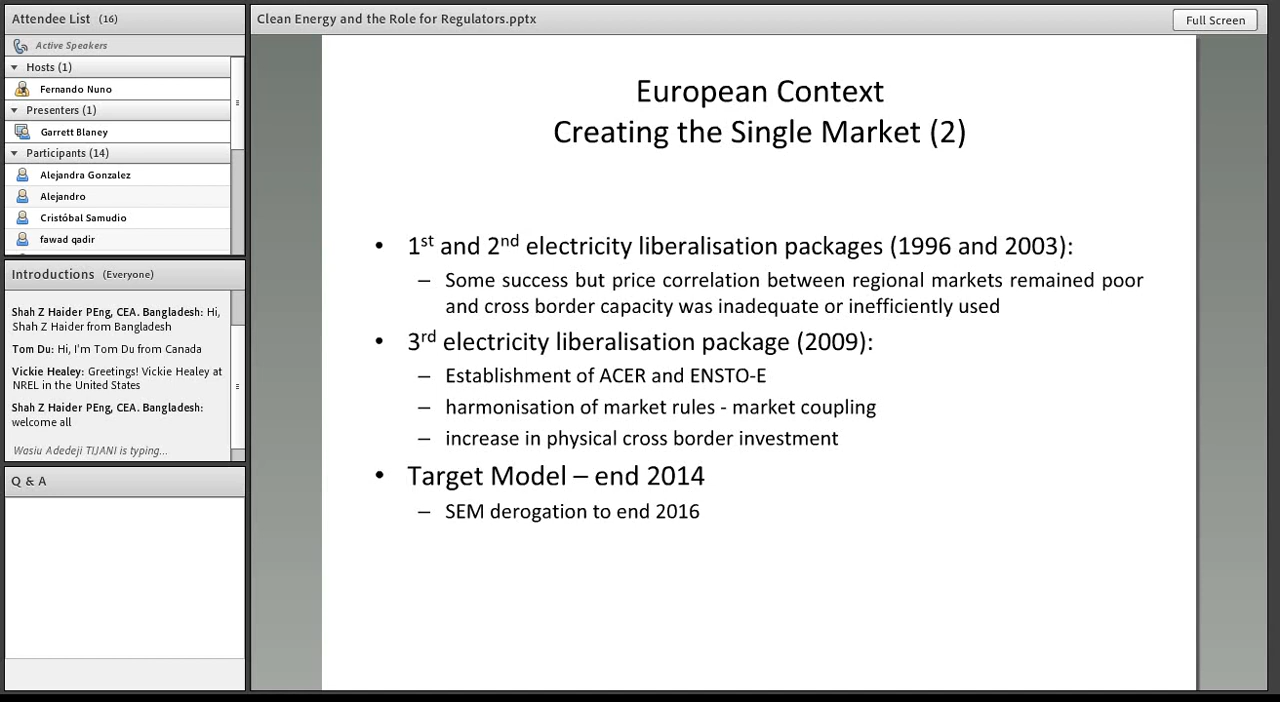 Attendee List (16)
Active Speakers
Hosts (1)
Fernando Nuno
Presenters (1)
Garrett Blaney
Participants (14)
Alejandra Gonzalez
Alejandro
Cristóbal Samudio
fawad qadir
Introductions (Everyone)
Shah Z Haider PEng, CEA. Bangladesh: Hi,
Shah Z Haider from Bangladesh
Tom Du: Hi, I'm Tom Du from Canada
Vickie Healey: Greetings! Vickie Healey at
NREL in the United States
Shah Z Haider PEng, CEA. Bangladesh:
welcome all
Wasiu Adedeji TIJANI is typing...
Q & A
Clean Energy and the Role for Regulators.pptx
Full Screen
European Context
Creating the Single Market (2)
• 1st and 2nd electricity liberalisation packages (1996 and 2003):
– Some success but price correlation between regional markets remained poor
and cross border capacity was inadequate or inefficiently used
• 3rd electricity liberalisation package (2009):
– Establishment of ACER and ENSTO-E
– harmonisation of market rules - market coupling
– increase in physical cross border investment
• Target Model – end 2014
– SEM derogation to end 2016